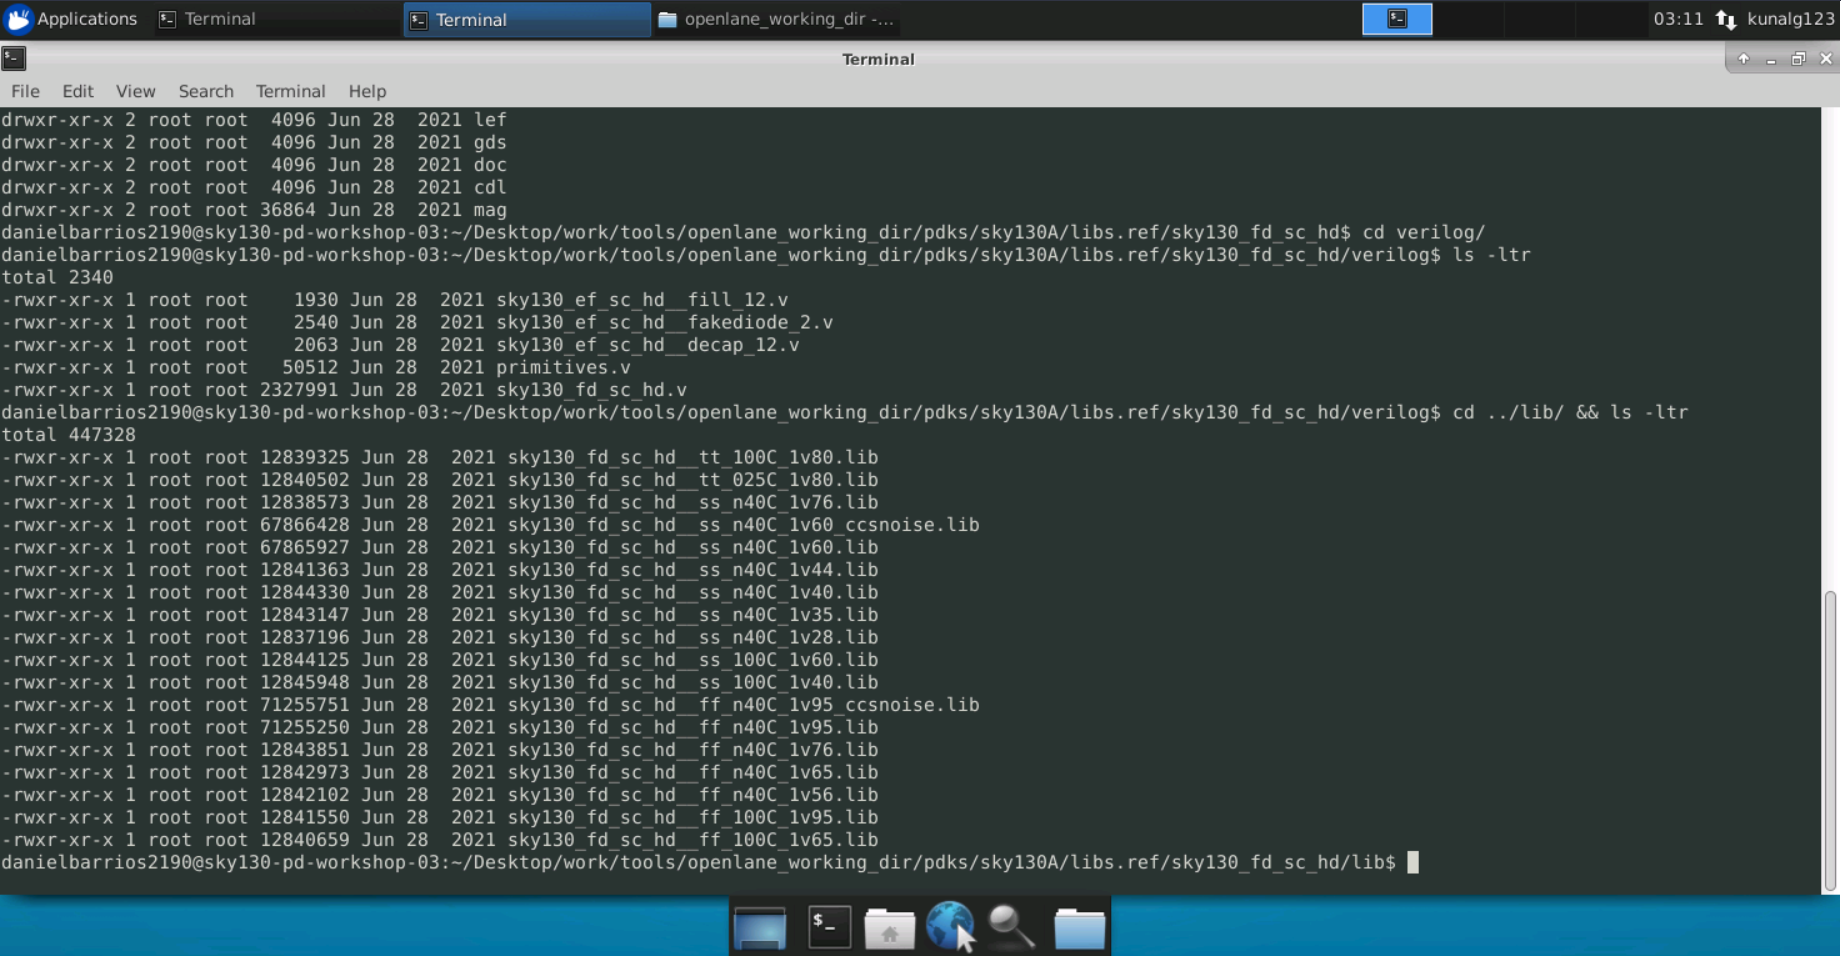 Applications Terminal Terminal openlane_working_dir -... 03:11 kunalg123
Terminal
File Edit View Search Terminal Help
drwxr-xr-x 2 root root  4096 Jun 28  2021 lef
drwxr-xr-x 2 root root  4096 Jun 28  2021 gds
drwxr-xr-x 2 root root  4096 Jun 28  2021 doc
drwxr-xr-x 2 root root  4096 Jun 28  2021 cdl
drwxr-xr-x 2 root root 36864 Jun 28  2021 mag
danielbarrios2190@sky130-pd-workshop-03:~/Desktop/work/tools/openlane_working_dir/pdks/sky130A/libs.ref/sky130_fd_sc_hd$ cd verilog/
danielbarrios2190@sky130-pd-workshop-03:~/Desktop/work/tools/openlane_working_dir/pdks/sky130A/libs.ref/sky130_fd_sc_hd/verilog$ ls -ltr
total 2340
-rwxr-xr-x 1 root root    1930 Jun 28  2021 sky130_ef_sc_hd__fill_12.v
-rwxr-xr-x 1 root root    2540 Jun 28  2021 sky130_ef_sc_hd__fakediode_2.v
-rwxr-xr-x 1 root root    2063 Jun 28  2021 sky130_ef_sc_hd__decap_12.v
-rwxr-xr-x 1 root root   50512 Jun 28  2021 primitives.v
-rwxr-xr-x 1 root root 2327991 Jun 28  2021 sky130_fd_sc_hd.v
danielbarrios2190@sky130-pd-workshop-03:~/Desktop/work/tools/openlane_working_dir/pdks/sky130A/libs.ref/sky130_fd_sc_hd/verilog$ cd ../lib/ && ls -ltr
total 447328
-rwxr-xr-x 1 root root 12839325 Jun 28  2021 sky130_fd_sc_hd__tt_100C_1v80.lib
-rwxr-xr-x 1 root root 12840502 Jun 28  2021 sky130_fd_sc_hd__tt_025C_1v80.lib
-rwxr-xr-x 1 root root 12838573 Jun 28  2021 sky130_fd_sc_hd__ss_n40C_1v76.lib
-rwxr-xr-x 1 root root 67866428 Jun 28  2021 sky130_fd_sc_hd__ss_n40C_1v60_ccsnoise.lib
-rwxr-xr-x 1 root root 67865927 Jun 28  2021 sky130_fd_sc_hd__ss_n40C_1v60.lib
-rwxr-xr-x 1 root root 12841363 Jun 28  2021 sky130_fd_sc_hd__ss_n40C_1v44.lib
-rwxr-xr-x 1 root root 12844330 Jun 28  2021 sky130_fd_sc_hd__ss_n40C_1v40.lib
-rwxr-xr-x 1 root root 12843147 Jun 28  2021 sky130_fd_sc_hd__ss_n40C_1v35.lib
-rwxr-xr-x 1 root root 12837196 Jun 28  2021 sky130_fd_sc_hd__ss_n40C_1v28.lib
-rwxr-xr-x 1 root root 12844125 Jun 28  2021 sky130_fd_sc_hd__ss_100C_1v60.lib
-rwxr-xr-x 1 root root 12845948 Jun 28  2021 sky130_fd_sc_hd__ss_100C_1v40.lib
-rwxr-xr-x 1 root root 71255751 Jun 28  2021 sky130_fd_sc_hd__ff_n40C_1v95_ccsnoise.lib
-rwxr-xr-x 1 root root 71255250 Jun 28  2021 sky130_fd_sc_hd__ff_n40C_1v95.lib
-rwxr-xr-x 1 root root 12843851 Jun 28  2021 sky130_fd_sc_hd__ff_n40C_1v76.lib
-rwxr-xr-x 1 root root 12842973 Jun 28  2021 sky130_fd_sc_hd__ff_n40C_1v65.lib
-rwxr-xr-x 1 root root 12842102 Jun 28  2021 sky130_fd_sc_hd__ff_n40C_1v56.lib
-rwxr-xr-x 1 root root 12841550 Jun 28  2021 sky130_fd_sc_hd__ff_100C_1v95.lib
-rwxr-xr-x 1 root root 12840659 Jun 28  2021 sky130_fd_sc_hd__ff_100C_1v65.lib
danielbarrios2190@sky130-pd-workshop-03:~/Desktop/work/tools/openlane_working_dir/pdks/sky130A/libs.ref/sky130_fd_sc_hd/lib$